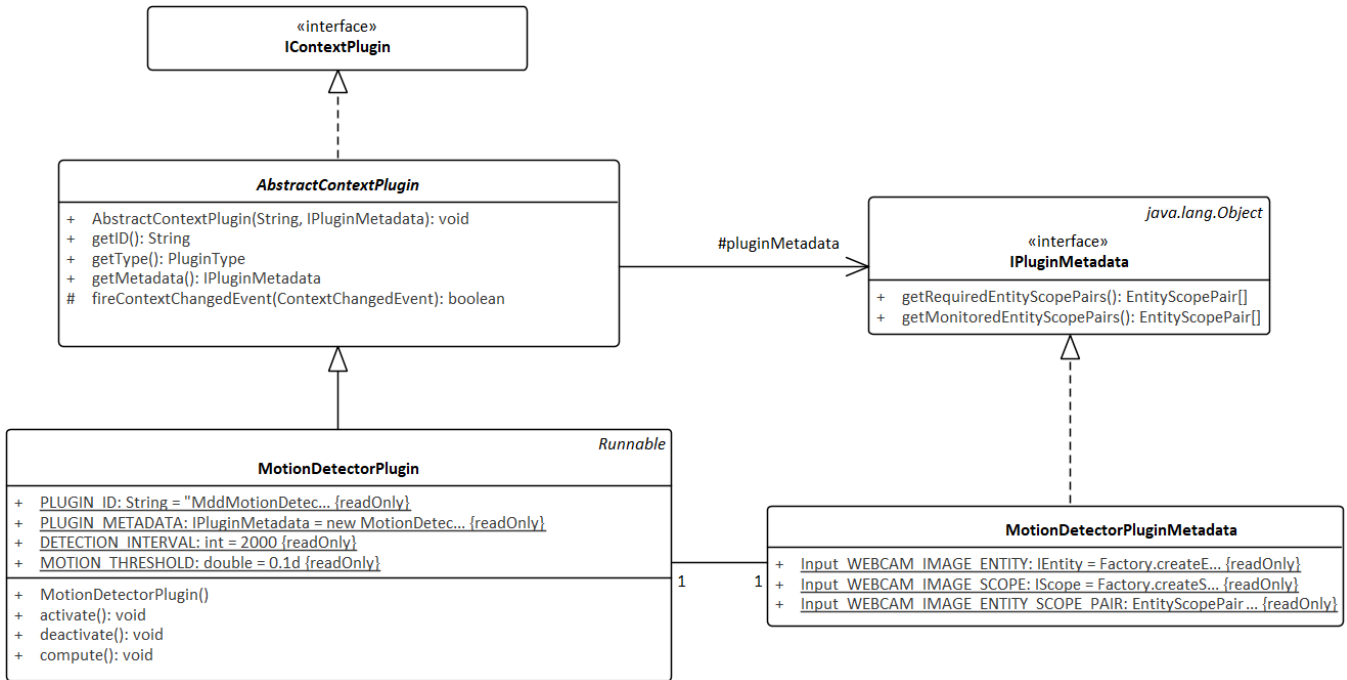 «interface»
IContextPlugin
AbstractContextPlugin
+ AbstractContextPlugin(String, IPluginMetadata): void
+ getID(): String
+ getType(): PluginType
+ getMetadata(): IPluginMetadata
# fireContextChangedEvent(ContextChangedEvent): boolean
#pluginMetadata
java.lang.Object
«interface»
IPluginMetadata
+ getRequiredEntityScopePairs(): EntityScopePair[]
+ getMonitoredEntityScopePairs(): EntityScopePair[]
Runnable
MotionDetectorPlugin
+ PLUGIN_ID: String = "MddMotionDetec... {readOnly}
+ PLUGIN_METADATA: IPluginMetadata = new MotionDetec... {readOnly}
+ DETECTION_INTERVAL: int = 2000 {readOnly}
+ MOTION_THRESHOLD: double = 0.1d {readOnly}
+ MotionDetectorPlugin()
+ activate(): void
+ deactivate(): void
+ compute(): void
1
1
MotionDetectorPluginMetadata
+ Input_WEBCAM_IMAGE_ENTITY: IEntity = Factory.createE... {readOnly}
+ Input_WEBCAM_IMAGE_SCOPE: IScope = Factory.createS... {readOnly}
+ Input_WEBCAM_IMAGE_ENTITY_SCOPE_PAIR: EntityScopePair ... {readOnly}